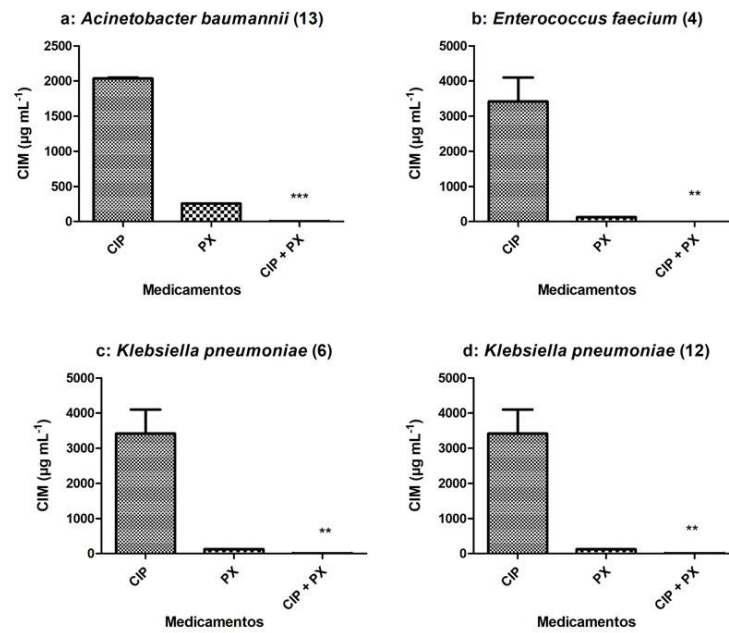 a: Acinetobacter baumannii (13)
CIM (µg mL⁻¹)
2500
2000
1500
1000
500
0
***
CIP
PX
CIP + PX
Medicamentos
b: Enterococcus faecium (4)
CIM (µg mL⁻¹)
5000
4000
3000
2000
1000
0
**
CIP
PX
CIP + PX
Medicamentos
c: Klebsiella pneumoniae (6)
CIM (µg mL⁻¹)
5000
4000
3000
2000
1000
0
**
CIP
PX
CIP + PX
Medicamentos
d: Klebsiella pneumoniae (12)
CIM (µg mL⁻¹)
5000
4000
3000
2000
1000
0
**
CIP
PX
CIP + PX
Medicamentos